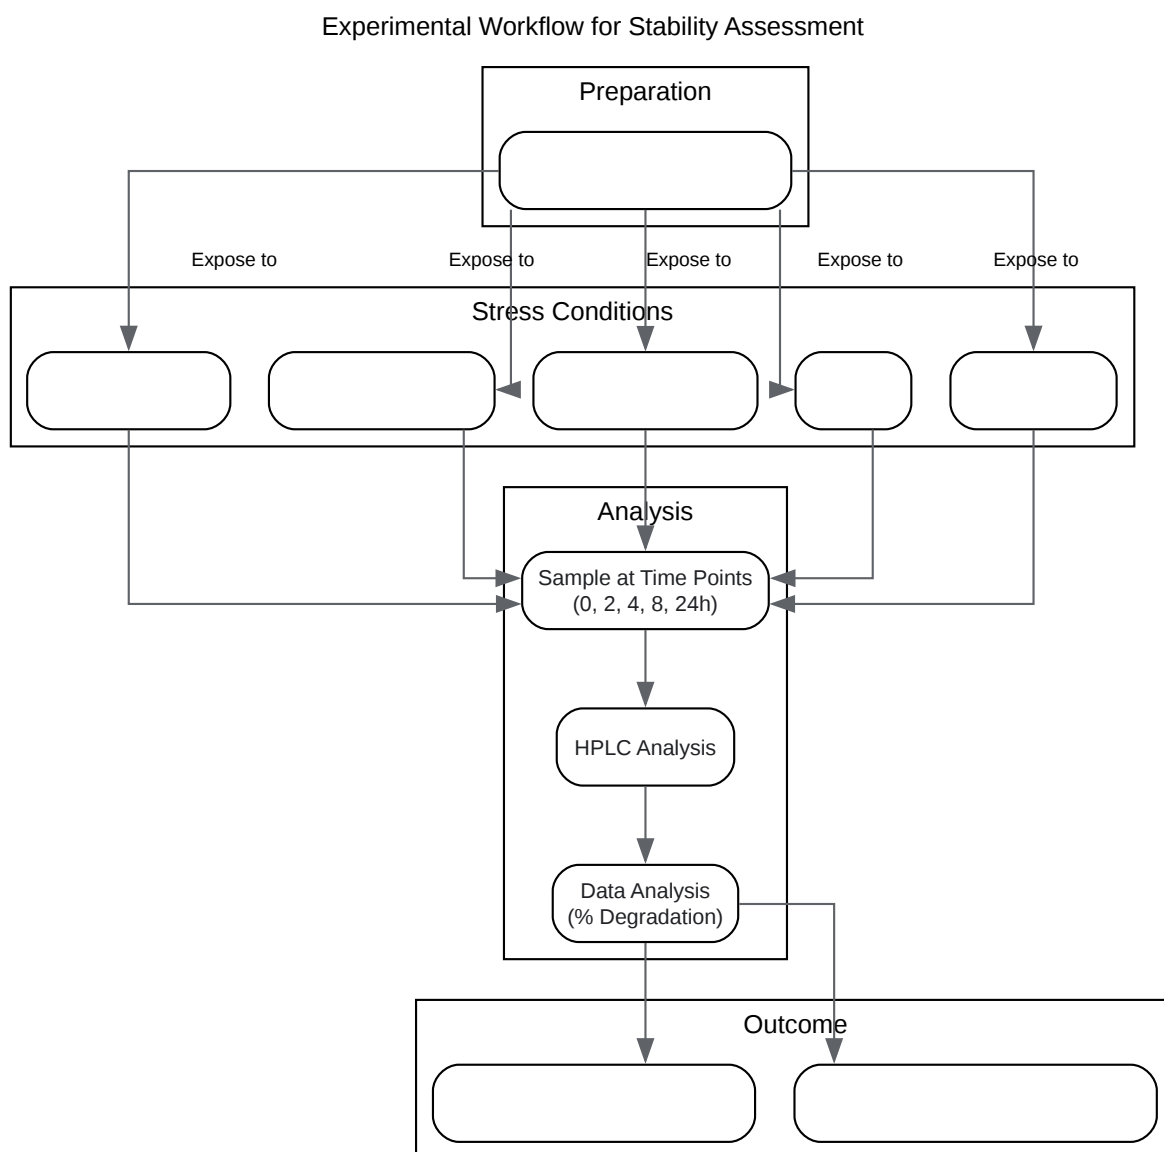 Experimental Workflow for Stability Assessment
Preparation
Expose to
Expose to
Expose to
Expose to
Expose to
Stress Conditions
Analysis
Sample at Time Points
(0, 2, 4, 8, 24h)
HPLC Analysis
Data Analysis
(% Degradation)
Outcome